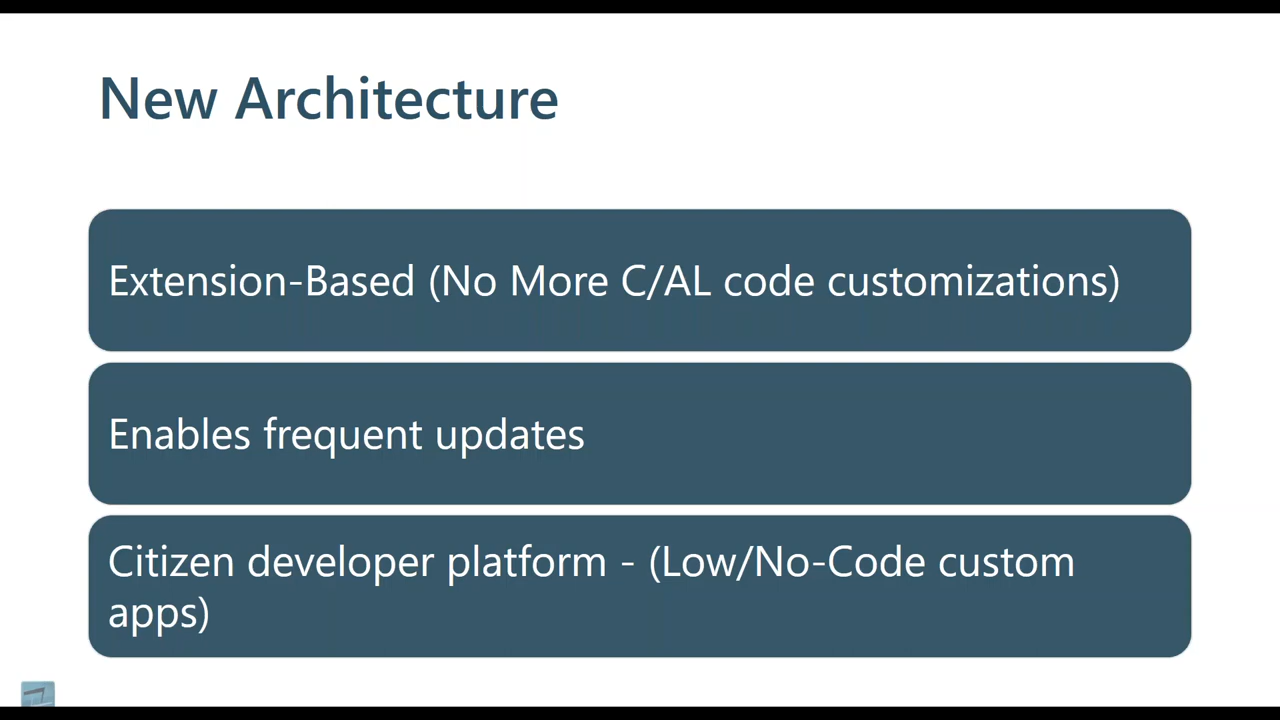 New Architecture
Extension-Based (No More C/AL code customizations)
Enables frequent updates
Citizen developer platform - (Low/No-Code custom
apps)